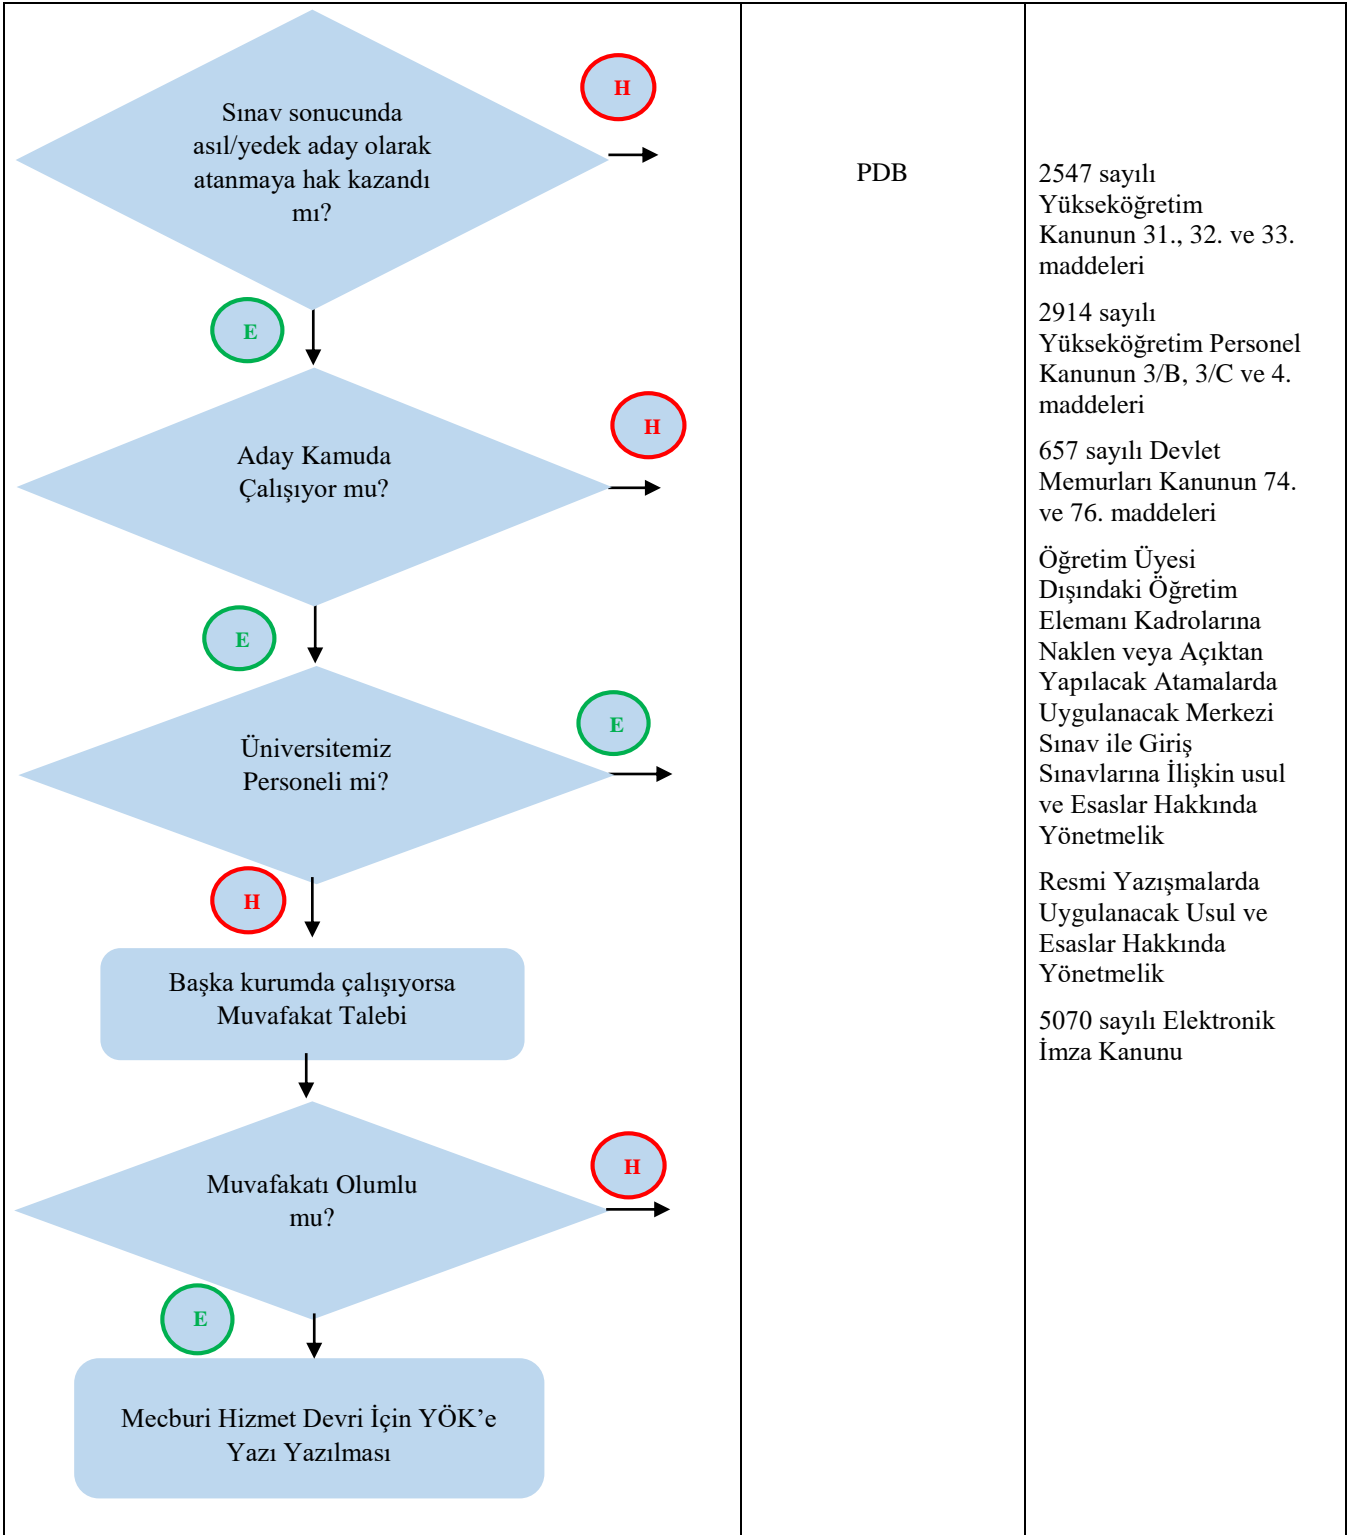 Sınav sonucunda
asıl/yedek aday olarak
atanmaya hak kazandı
mı?
H
E
Aday Kamuda
Çalışıyor mu?
H
E
Üniversitemiz
Personeli mi?
E
H
Başka kurumda çalışıyorsa
Muvafakat Talebi
Muvafakatı Olumlu
mu?
H
E
Mecburi Hizmet Devri İçin YÖK’e
Yazı Yazılması
PDB
2547 sayılı
Yükseköğretim
Kanunun 31., 32. ve 33.
maddeleri
2914 sayılı
Yükseköğretim Personel
Kanunun 3/B, 3/C ve 4.
maddeleri
657 sayılı Devlet
Memurları Kanunun 74.
ve 76. maddeleri
Öğretim Üyesi
Dışındaki Öğretim
Elemanı Kadrolarına
Naklen veya Açıktan
Yapılacak Atamalarda
Uygulanacak Merkezi
Sınav ile Giriş
Sınavlarına İlişkin usul
ve Esaslar Hakkında
Yönetmelik
Resmi Yazışmalarda
Uygulanacak Usul ve
Esaslar Hakkında
Yönetmelik
5070 sayılı Elektronik
İmza Kanunu